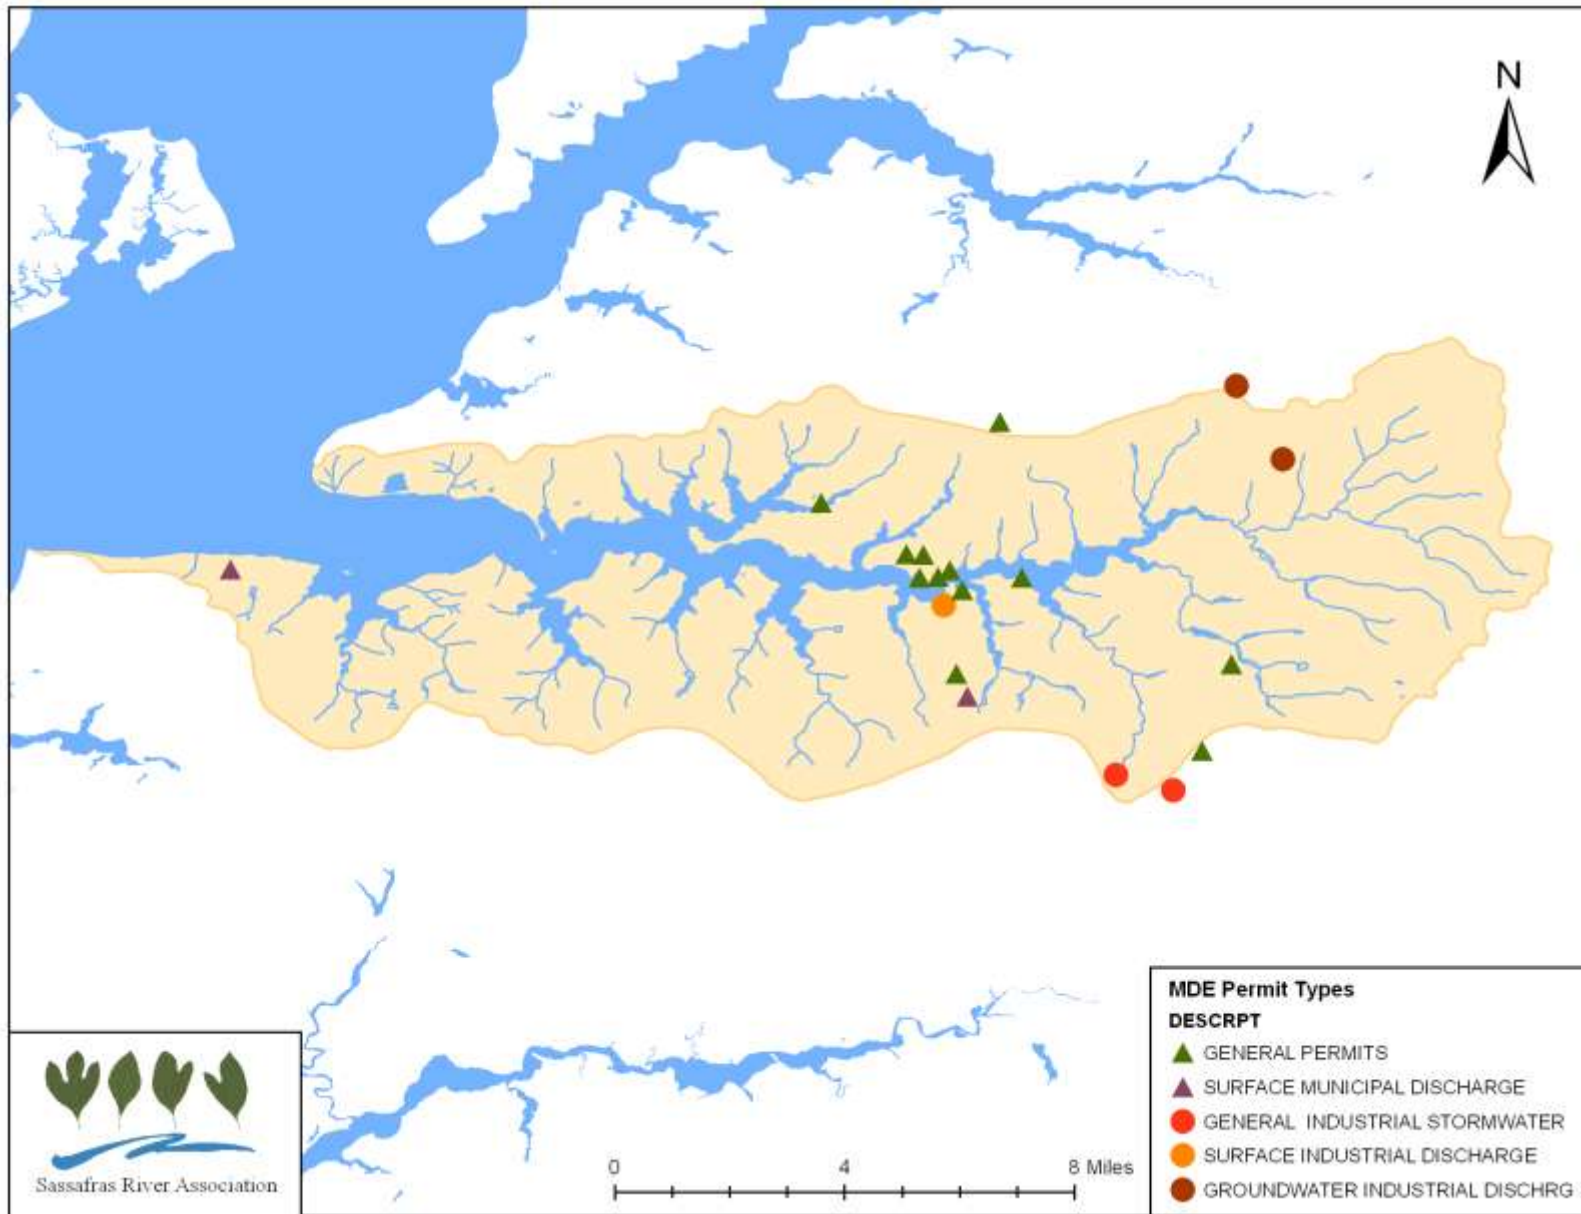 N
MDE Permit Types
DESCRPT
GENERAL PERMITS
SURFACE MUNICIPAL DISCHARGE
GENERAL INDUSTRIAL STORMWATER
SURFACE INDUSTRIAL DISCHARGE
GROUNDWATER INDUSTRIAL DISCHRG
0 4 8 Miles
Sassafras River Association